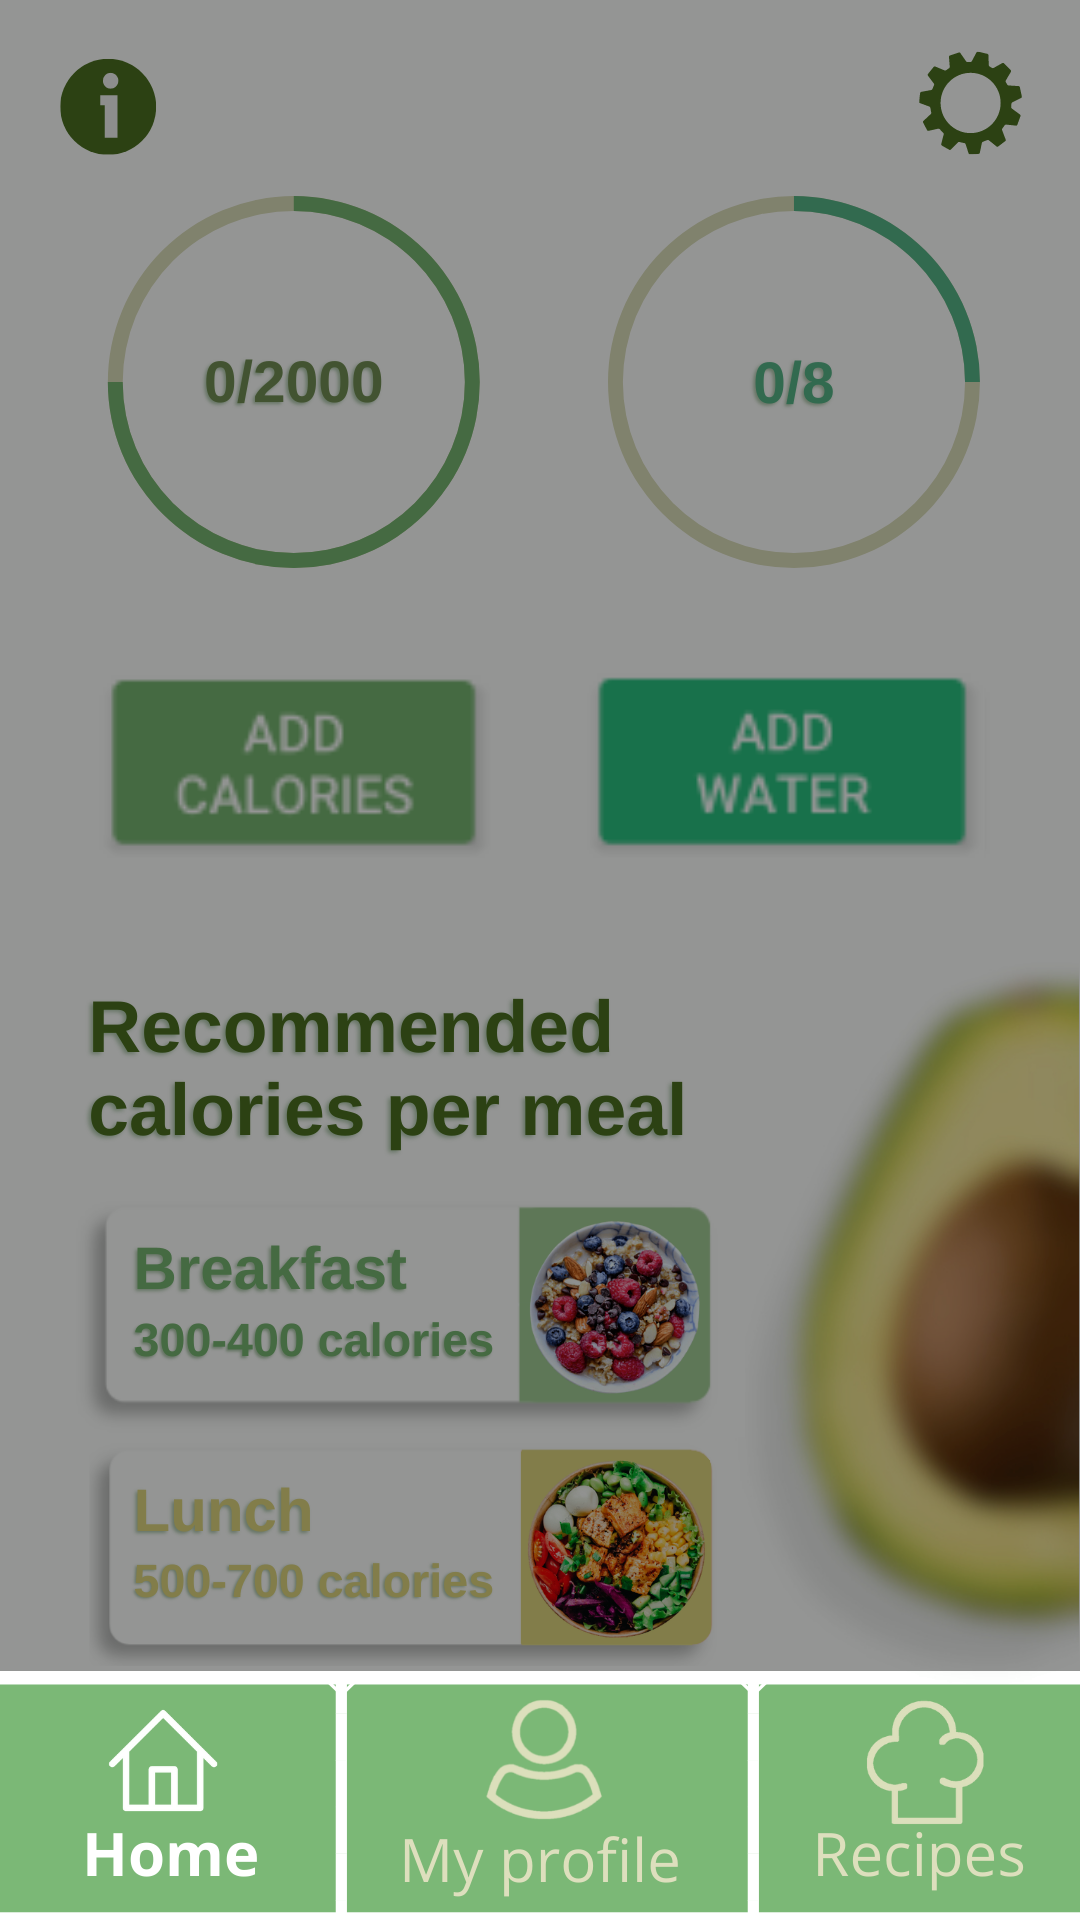 i
0/2000
0/8
ADD
CALORIES
ADD
WATER
Recommended
calories per meal
Breakfast
300-400 calories
Lunch
500-700 calories
Home
My profile
Recipes